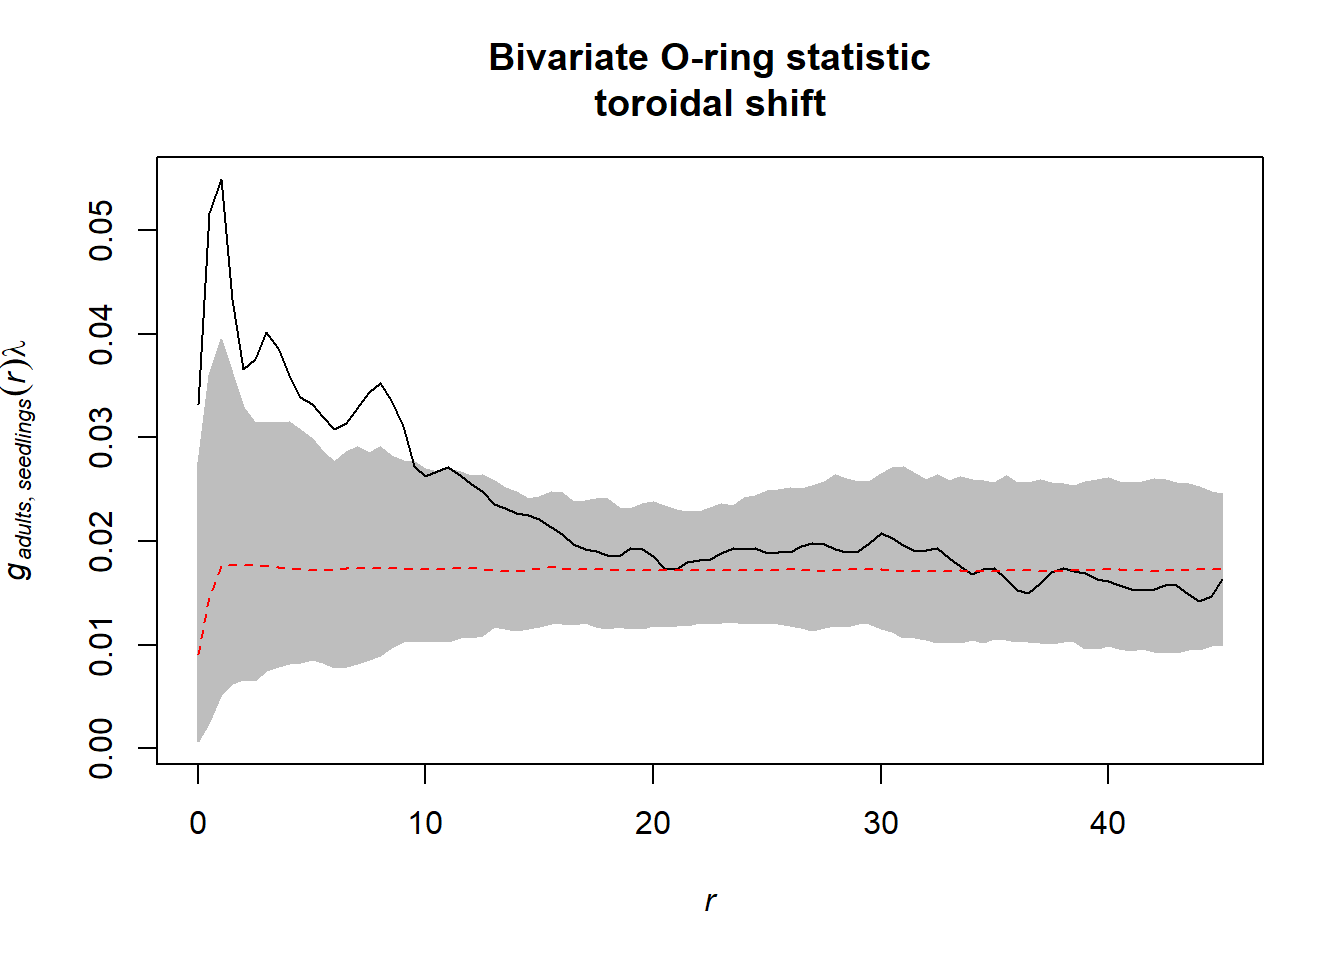 Bivariate O-ring statistic
toroidal shift
g adults, seedlings (r)λ
0.05
0.04
0.03
0.02
0.01
0.00
0 10 20 30 40
r